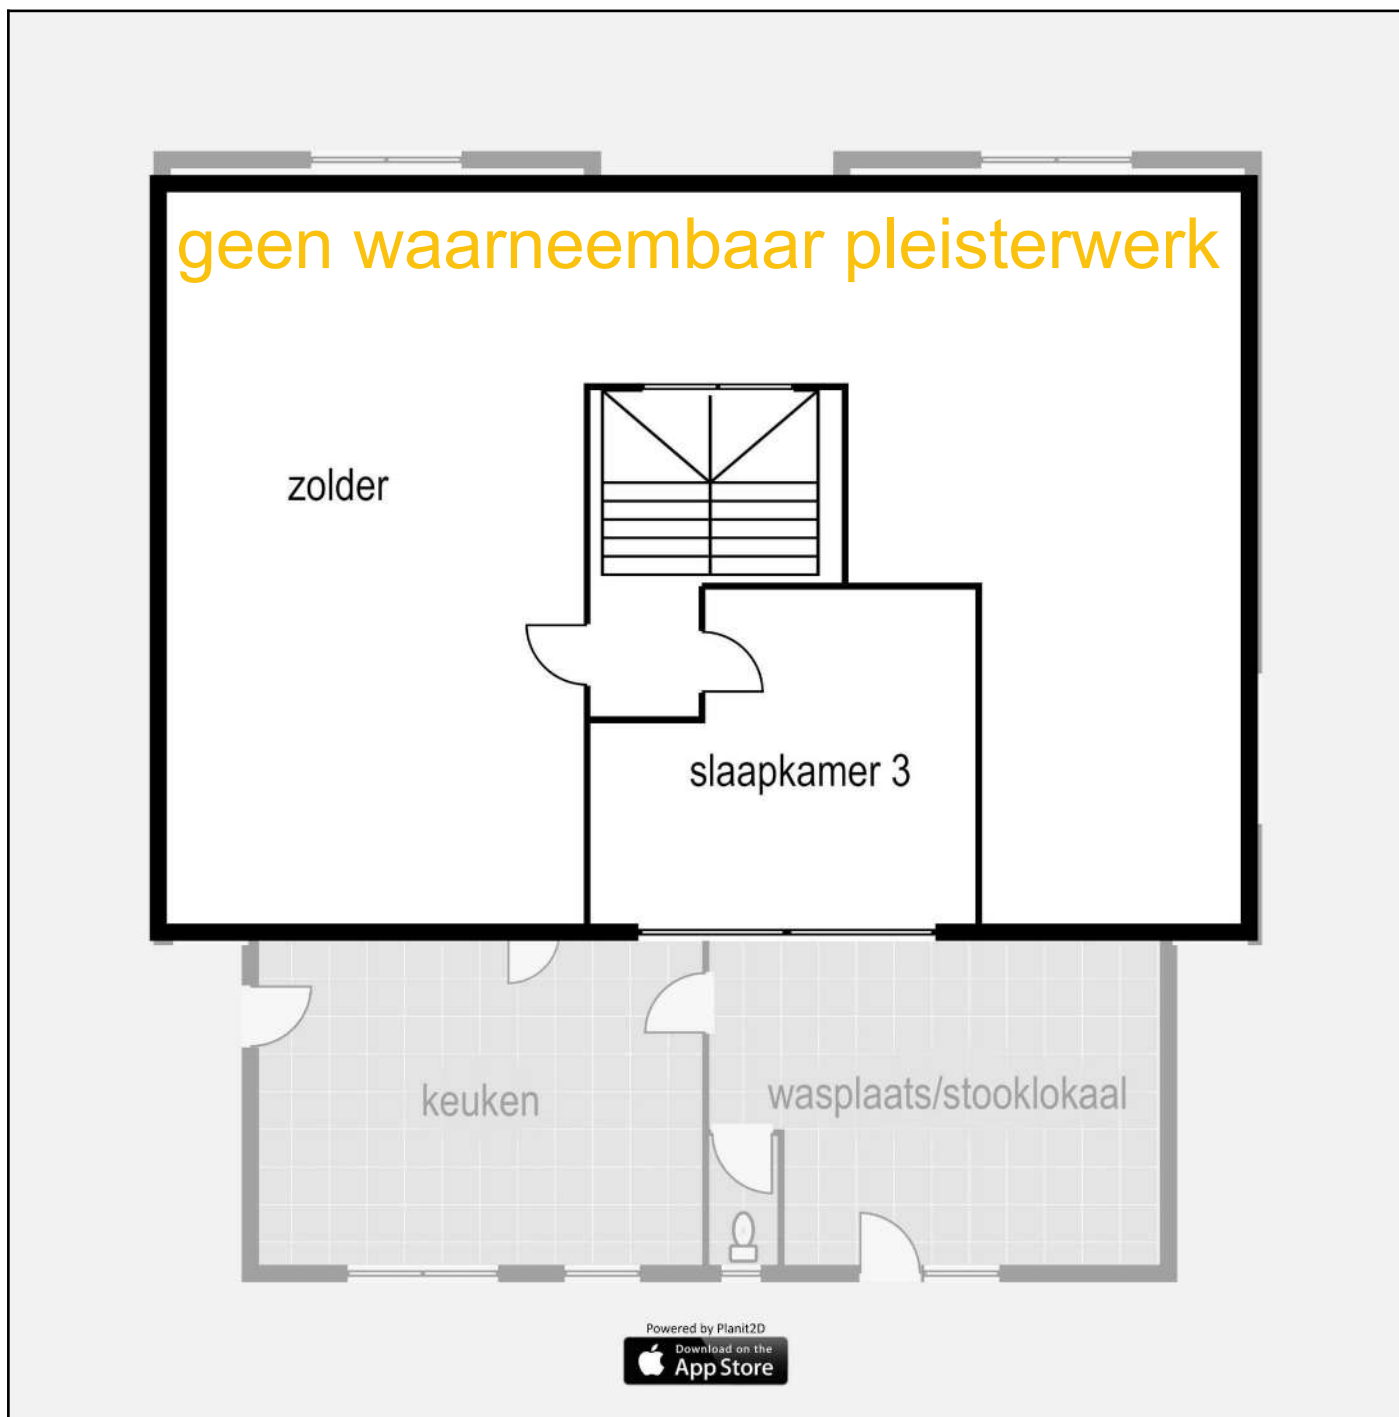 geen waarneembaar pleisterwerk
zolder
slaapkamer 3
keuken
wasplaats/stooklokaal
Powered by Planit2D
Download on the
App Store